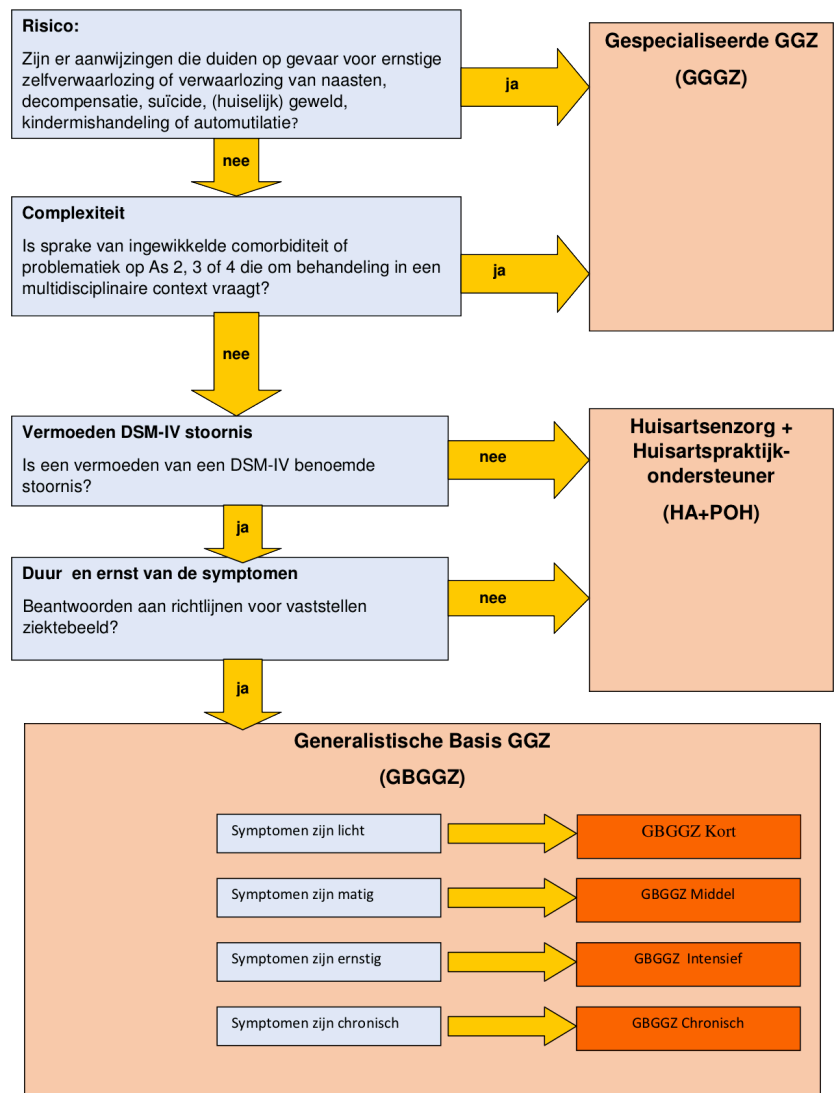 Risico:
Zijn er aanwijzingen die duiden op gevaar voor ernstige
zelfverwaarlozing of verwaarlozing van naasten,
decompensatie, suïcide, (huiselijk) geweld,
kindermishandeling of automutilatie?
ja
Gespecialiseerde GGZ
(GGGZ)
nee
Complexiteit
Is sprake van ingewikkelde comorbiditeit of
problematiek op As 2, 3 of 4 die om behandeling in een
multidisciplinaire context vraagt?
ja
nee
Vermoeden DSM-IV stoornis
Is een vermoeden van een DSM-IV benoemde
stoornis?
nee
Huisartsenzorg +
Huisartspraktijk-
ondersteuner
(HA+POH)
ja
Duur en ernst van de symptomen
Beantwoorden aan richtlijnen voor vaststellen
ziektebeeld?
nee
ja
Generalistische Basis GGZ
(GBGGZ)
Symptomen zijn licht
GBGGZ Kort
Symptomen zijn matig
GBGGZ Middel
Symptomen zijn ernstig
GBGGZ Intensief
Symptomen zijn chronisch
GBGGZ Chronisch